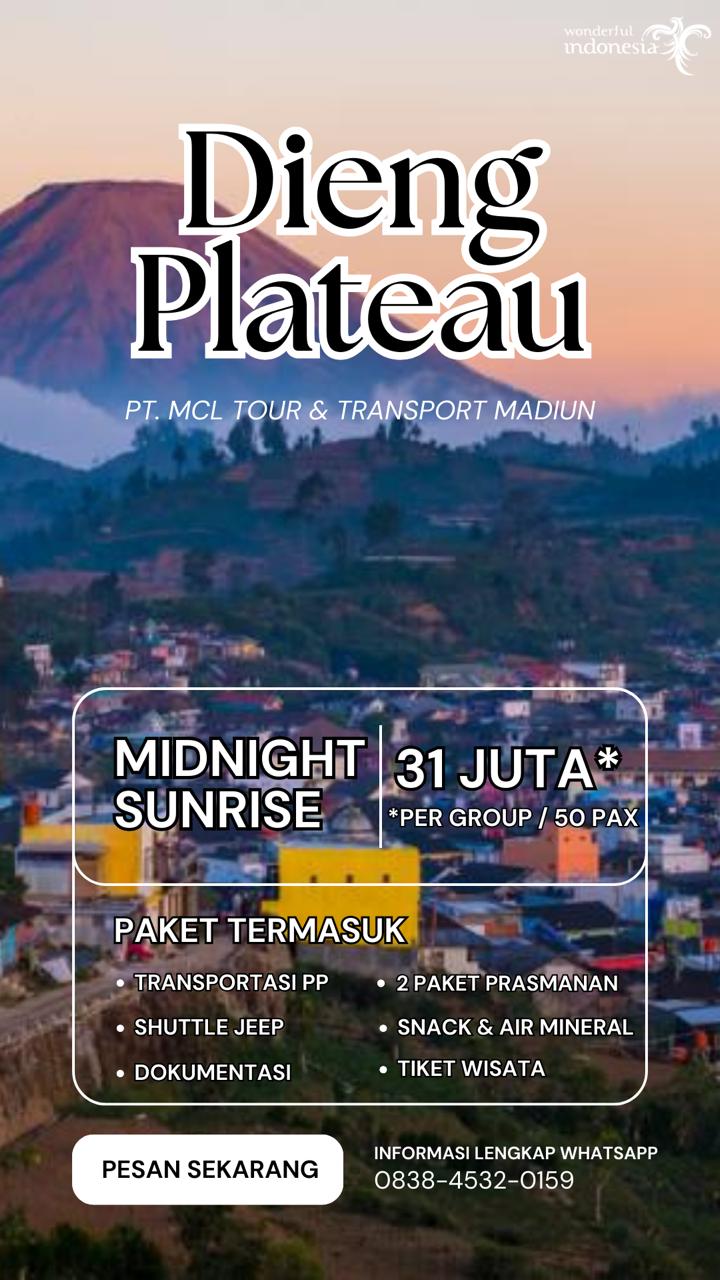 wonderful
indonesia
Dieng
Plateau
PT. MCL TOUR & TRANSPORT MADIUN
MIDNIGHT
SUNRISE
31 JUTA*
*PER GROUP / 50 PAX
PAKET TERMASUK
• TRANSPORTASI PP
• SHUTTLE JEEP
• DOKUMENTASI
• 2 PAKET PRASMANAN
• SNACK & AIR MINERAL
• TIKET WISATA
PESAN SEKARANG
INFORMASI LENGKAP WHATSAPP
0838-4532-0159